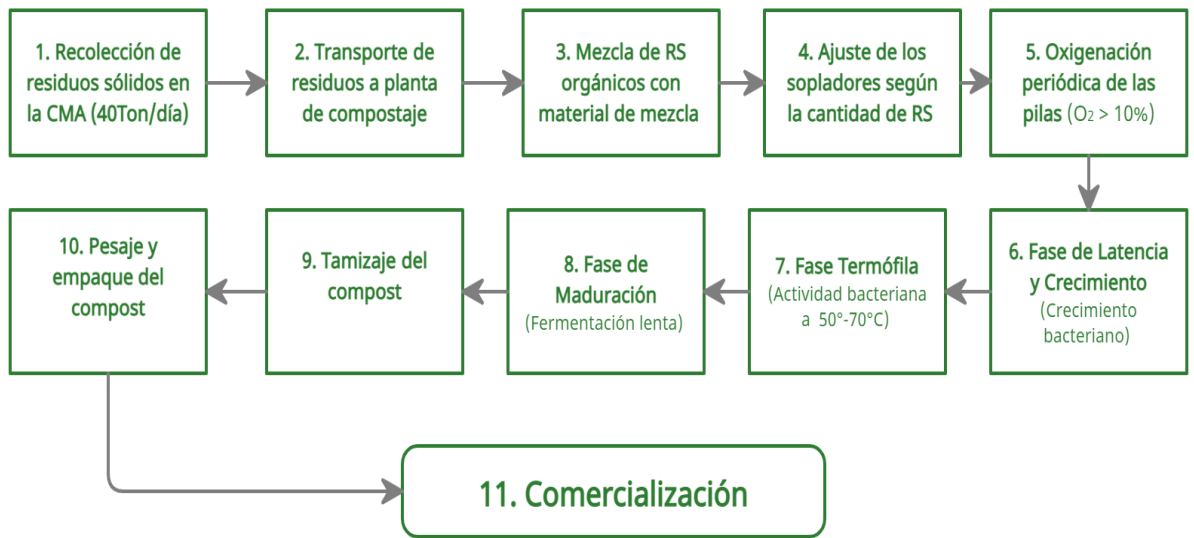 1. Recolección de
residuos sólidos en
la CMA (40Ton/día)
2. Transporte de
residuos a planta
de compostaje
3. Mezcla de RS
orgánicos con
material de mezcla
4. Ajuste de los
sopladores según
la cantidad de RS
5. Oxigenación
periódica de las
pilas (O2 > 10%)
6. Fase de Latencia
y Crecimiento
(Crecimiento
bacteriano)
7. Fase Termófila
(Actividad bacteriana
a 50°-70°C)
8. Fase de
Maduración
(Fermentación lenta)
9. Tamizaje del
compost
10. Pesaje y
empaque del
compost
11. Comercialización